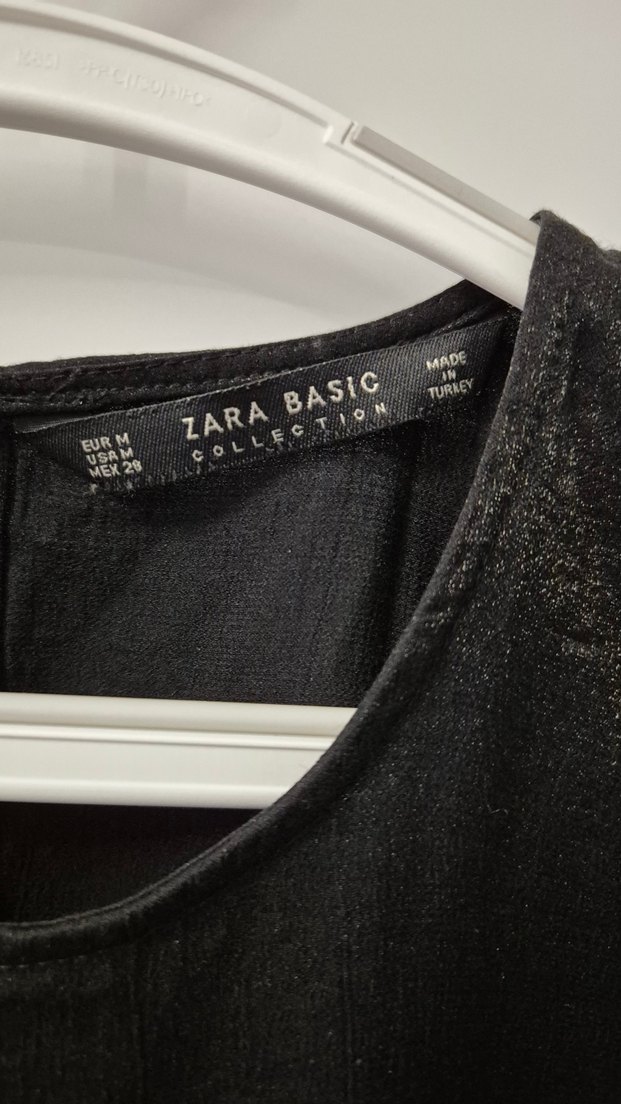 EUR M
USA M
MEX 28
ZARA BASIC
COLLECTION
MADE
IN
TURKEY